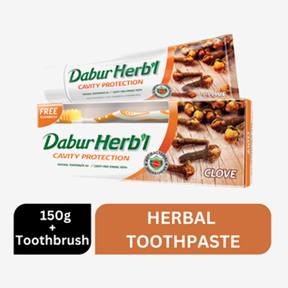 Dabur Herb'l
CAVITY PROTECTION
CLOVE
FREE
Dabur Herb'l
CAVITY PROTECTION
CLOVE
150g
+
Toothbrush
HERBAL
TOOTHPASTE